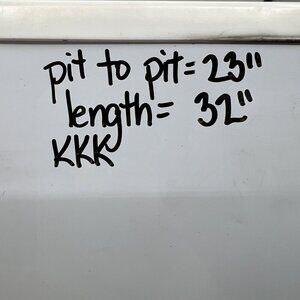 pit to pit= 23"
length= 32"
KKK